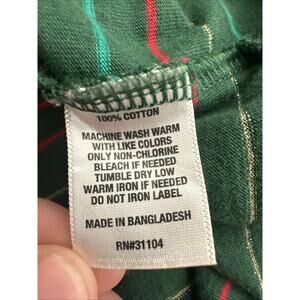 100% COTTON
MACHINE WASH WARM
WITH LIKE COLORS
ONLY NON-CHLORINE
BLEACH IF NEEDED
TUMBLE DRY LOW
WARM IRON IF NEEDED
DO NOT IRON LABEL
MADE IN BANGLADESH
RN#31104